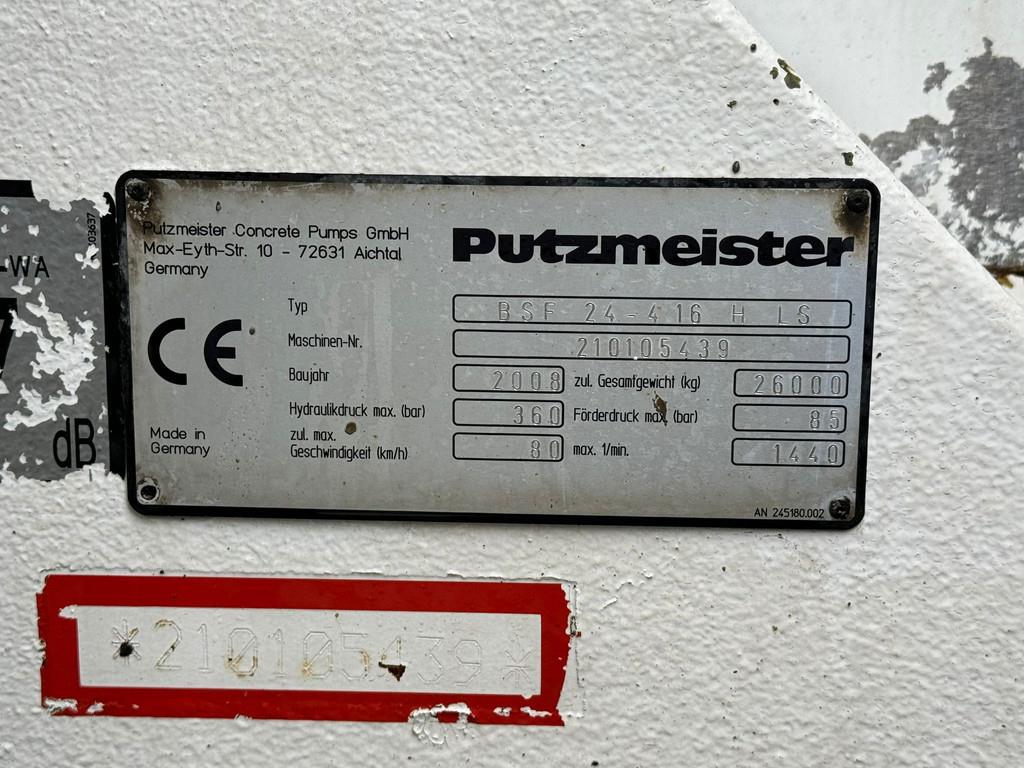 Putzmeister Concrete Pumps GmbH
Max-Eyth-Str. 10 - 72631 Aichtal
Germany
Putzmeister
Typ BSF 24-416 H LS
Maschinen-Nr. 210105439
Baujahr 2008 zul. Gesamtgewicht (kg) 26000
Hydraulikdruck max. (bar) 360 Förderdruck max. (bar) 85
zul. max.
Geschwindigkeit (km/h) 80 max. 1/min. 1440
CE
Made in
Germany
AN 245180.002
-WA
dB
*210105439*